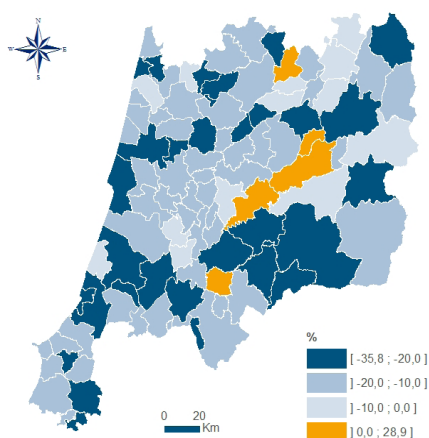 N
W E
S
%
[ -35,8 ; -20,0 ]
] -20,0 ; -10,0 ]
] -10,0 ; 0,0 ]
] 0,0 ; 28,9 ]
0 20
Km